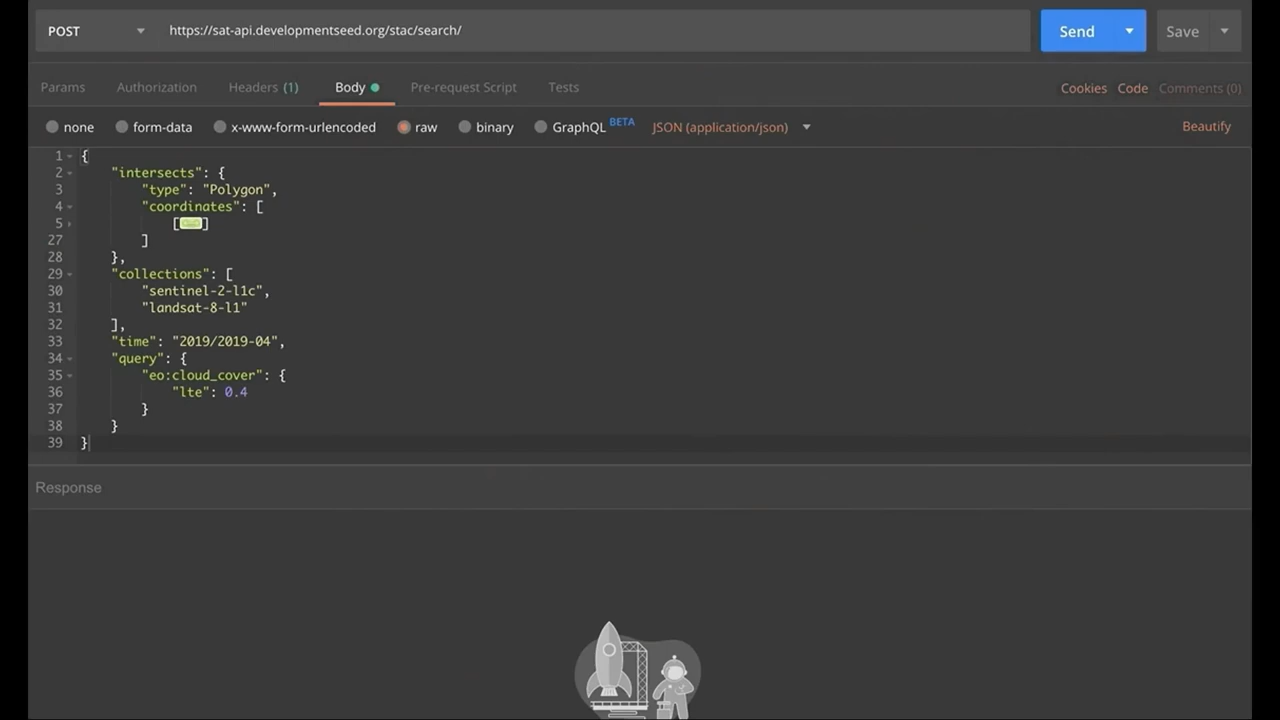 POST https://sat-api.developmentseed.org/stac/search/ Send Save
Params Authorization Headers (1) Body Pre-request Script Tests Cookies Code Comments (0)
none form-data x-www-form-urlencoded raw binary GraphQL BETA JSON (application/json) Beautify
1 {
2 "intersects": {
3 "type": "Polygon",
4 "coordinates": [
5 []
27 ]
28 },
29 "collections": [
30 "sentinel-2-l1c",
31 "landsat-8-l1"
32 ],
33 "time": "2019/2019-04",
34 "query": {
35 "eo:cloud_cover": {
36 "lte": 0.4
37 }
38 }
39 }
Response